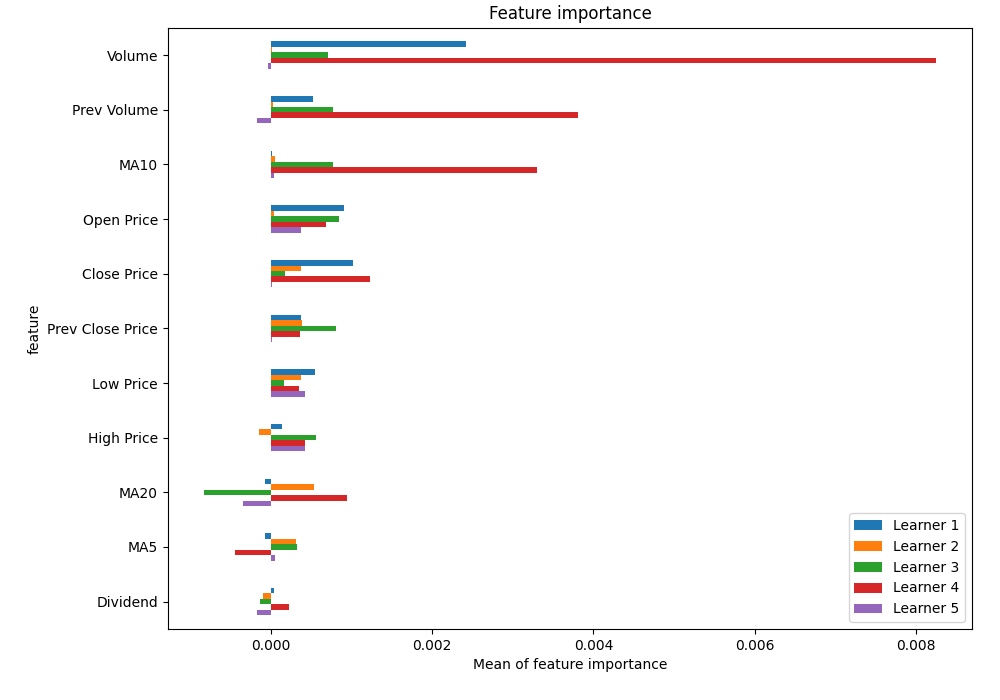 Feature importance
Volume
Prev Volume
MA10
Open Price
Close Price
Prev Close Price
Low Price
High Price
MA20
MA5
Dividend
feature
Learner 1
Learner 2
Learner 3
Learner 4
Learner 5
0.000 0.002 0.004 0.006 0.008
Mean of feature importance